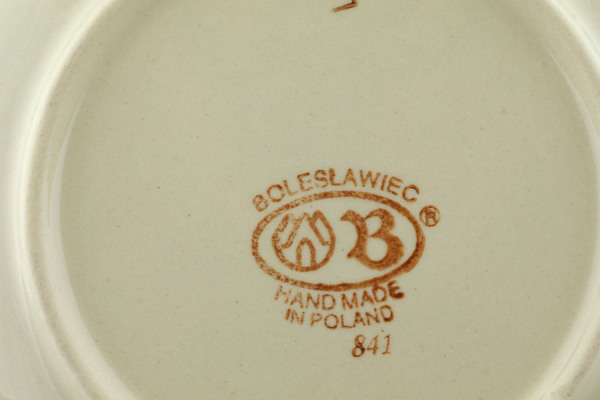 BOLESŁAWIEC
B ®
HAND MADE
IN POLAND
841